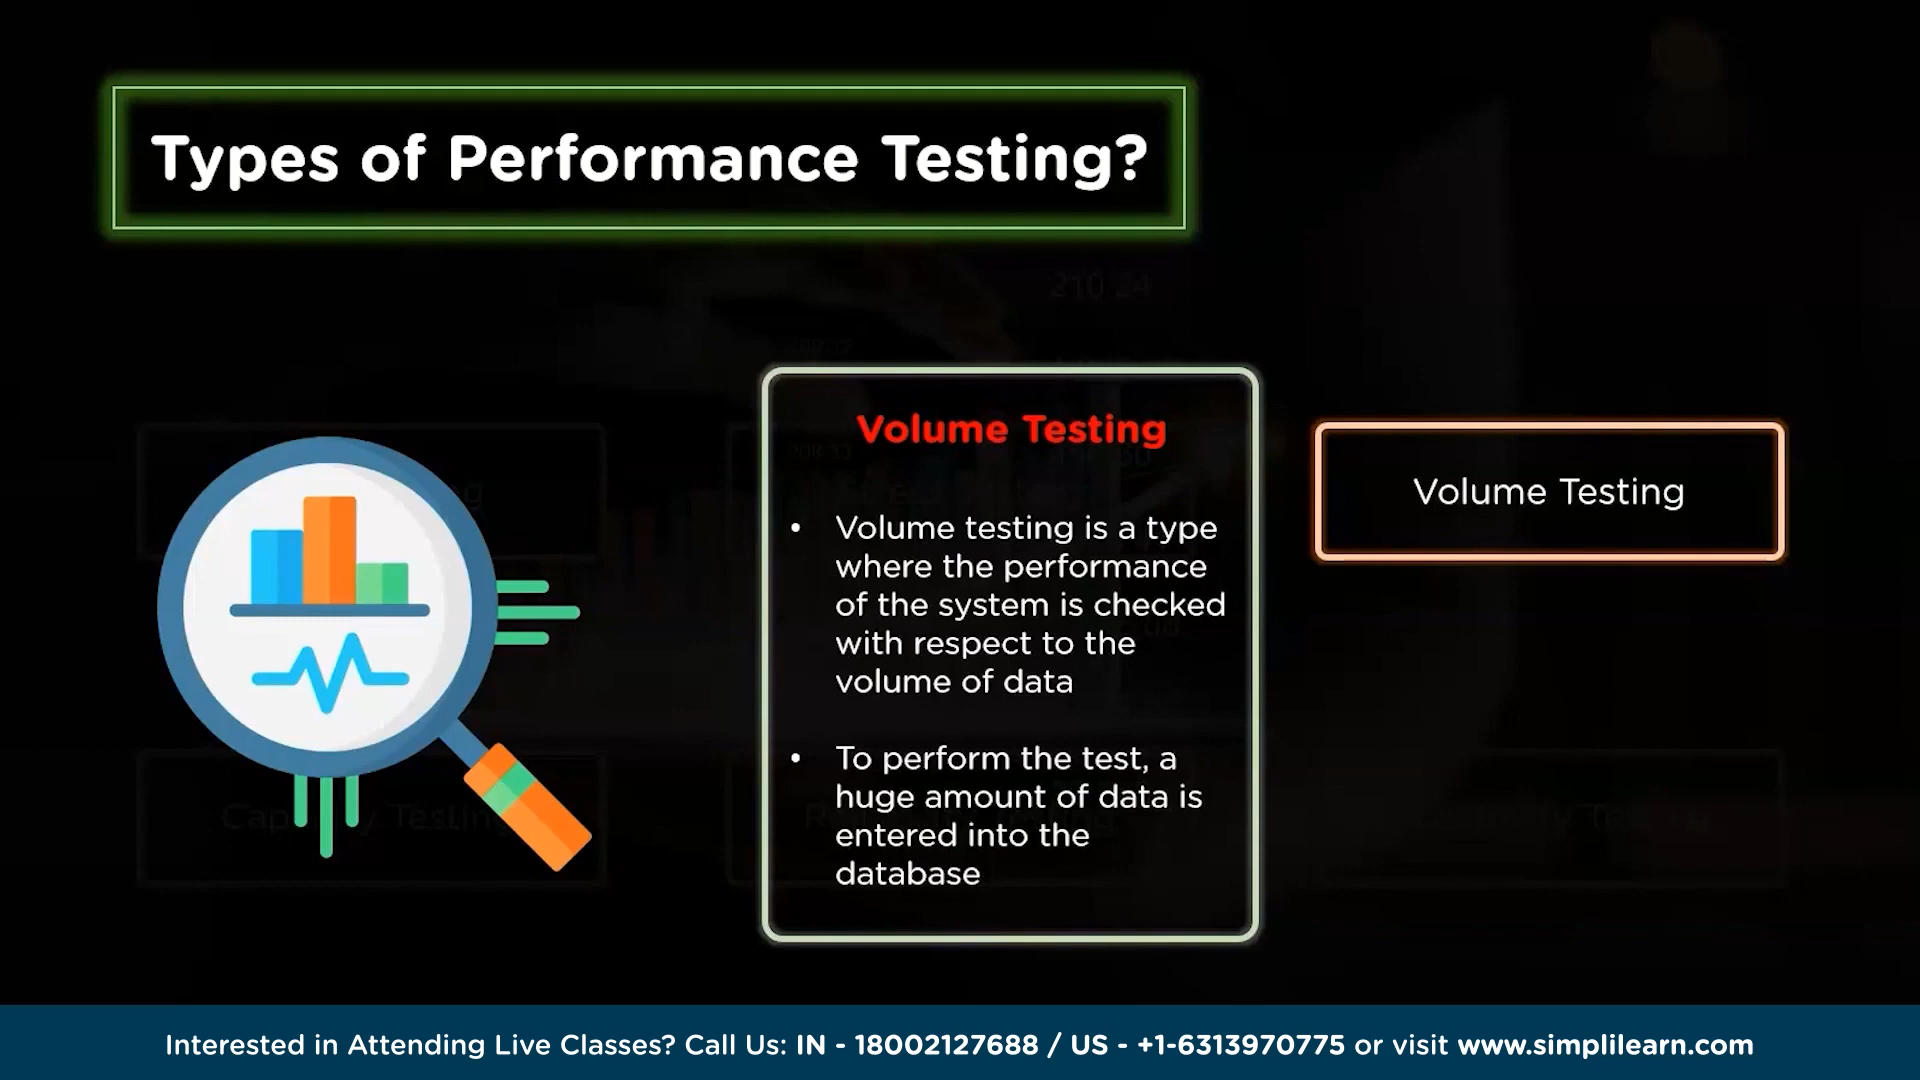 Types of Performance Testing?
Volume Testing
• Volume testing is a type
where the performance
of the system is checked
with respect to the
volume of data
• To perform the test, a
huge amount of data is
entered into the
database
Volume Testing
Interested in Attending Live Classes? Call Us: IN - 18002127688 / US - +1-6313970775 or visit www.simplilearn.com